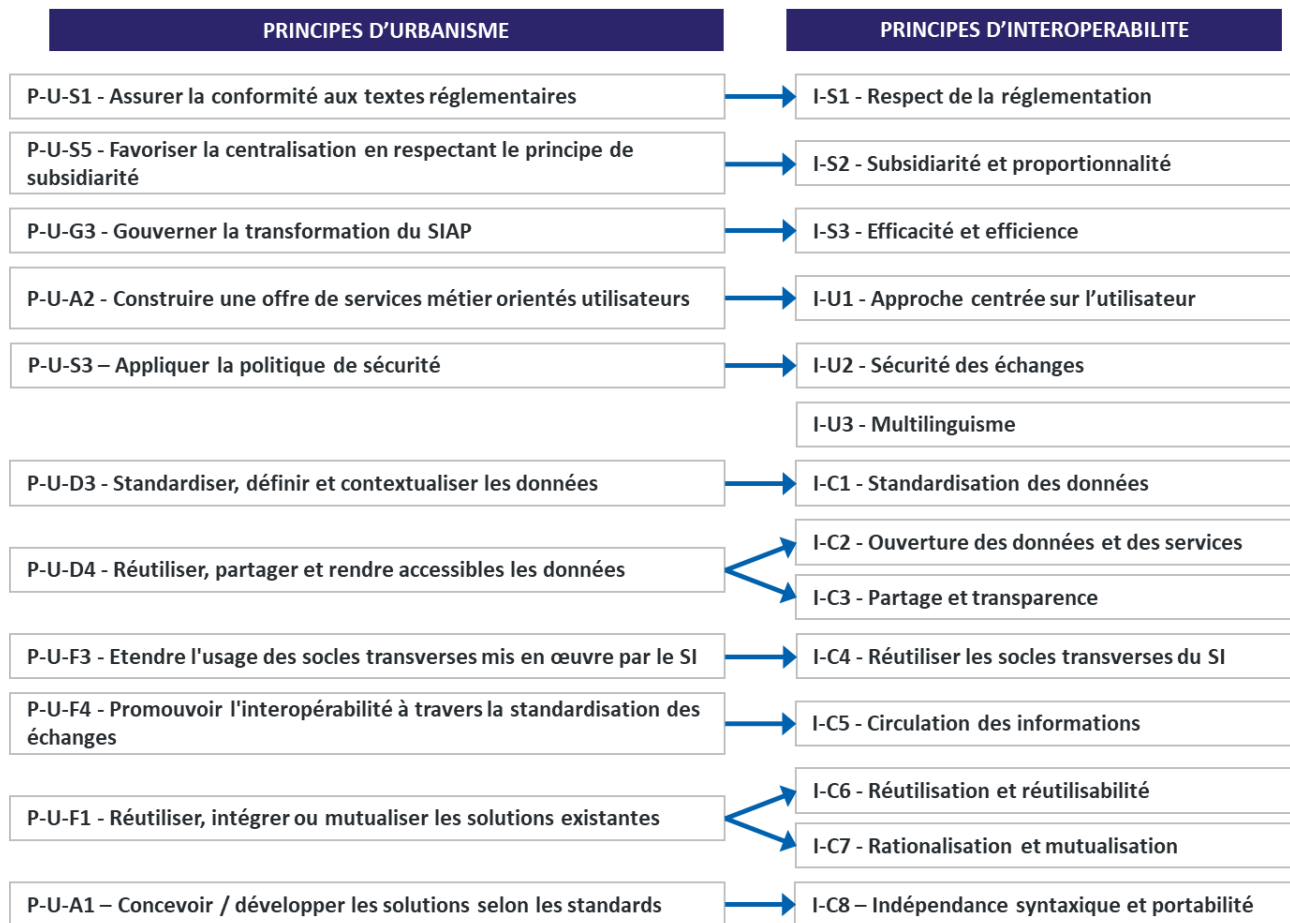 PRINCIPES D'URBANISME
PRINCIPES D'INTEROPERABILITE
P-U-S1 - Assurer la conformité aux textes réglementaires
I-S1 - Respect de la réglementation
P-U-S5 - Favoriser la centralisation en respectant le principe de
subsidiarité
I-S2 - Subsidiarité et proportionnalité
P-U-G3 - Gouverner la transformation du SIAP
I-S3 - Efficacité et efficience
P-U-A2 - Construire une offre de services métier orientés utilisateurs
I-U1 - Approche centrée sur l'utilisateur
P-U-S3 – Appliquer la politique de sécurité
I-U2 - Sécurité des échanges
I-U3 - Multilinguisme
P-U-D3 - Standardiser, définir et contextualiser les données
I-C1 - Standardisation des données
P-U-D4 - Réutiliser, partager et rendre accessibles les données
I-C2 - Ouverture des données et des services
I-C3 - Partage et transparence
P-U-F3 - Etendre l'usage des socles transverses mis en œuvre par le SI
I-C4 - Réutiliser les socles transverses du SI
P-U-F4 - Promouvoir l'interopérabilité à travers la standardisation des
échanges
I-C5 - Circulation des informations
P-U-F1 - Réutiliser, intégrer ou mutualiser les solutions existantes
I-C6 - Réutilisation et réutilisabilité
I-C7 - Rationalisation et mutualisation
P-U-A1 – Concevoir / développer les solutions selon les standards
I-C8 – Indépendance syntaxique et portabilité